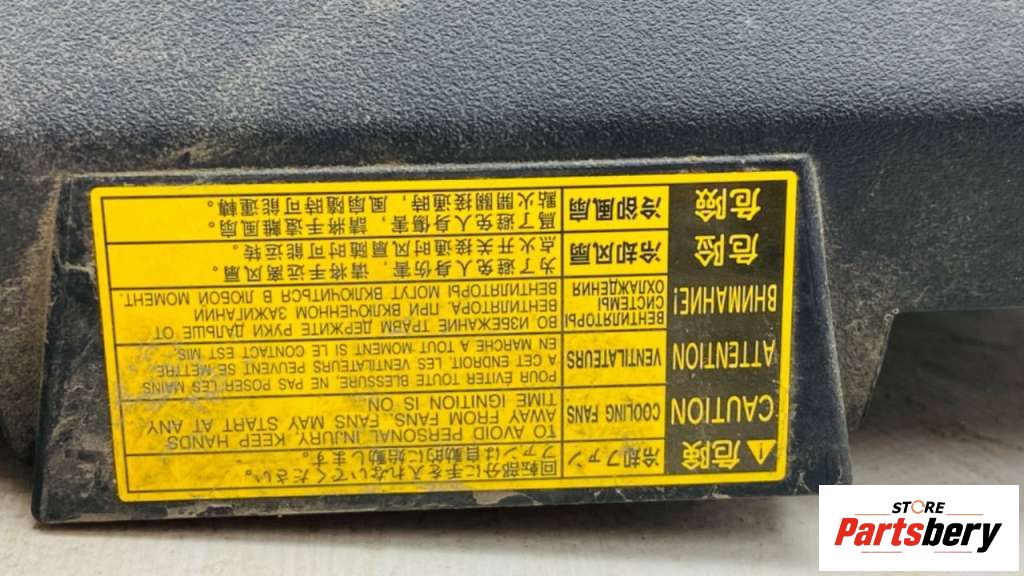 ⚠危険
冷却ファン
回転部分に手を入れないでください。
ファンは自動的に始動します。
CAUTION
COOLING FANS
TO AVOID PERSONAL INJURY, KEEP HANDS
AWAY FROM FANS. FANS MAY START AT ANY
TIME IGNITION IS ON.
ATTENTION
VENTILATEURS
POUR ÉVITER TOUTE BLESSURE, NE PAS POSER LES MAINS
A CET ENDROIT. LES VENTILATEURS PEUVENT SE METTRE
EN MARCHE A TOUT MOMENT SI LE CONTACT EST MIS.
ВНИМАНИЕ!
ВЕНТИЛЯТОРЫ
СИСТЕМЫ
ОХЛАЖДЕНИЯ
ВО ИЗБЕЖАНИЕ ТРАВМ ДЕРЖИТЕ РУКИ ДАЛЬШЕ ОТ
ВЕНТИЛЯТОРА. ПРИ ВКЛЮЧЕННОМ ЗАЖИГАНИИ
ВЕНТИЛЯТОРЫ МОГУТ ВКЛЮЧИТЬСЯ В ЛЮБОЙ МОМЕНТ.
危险
冷却风扇
为了避免人身伤害，请将手远离风扇。
点火开关接通时风扇随时可能运转。
危險
冷卻風扇
爲了避免人身傷害，請將手遠離風扇。
點火開關接通時，風扇隨時可能運轉。
STORE
Partsbery